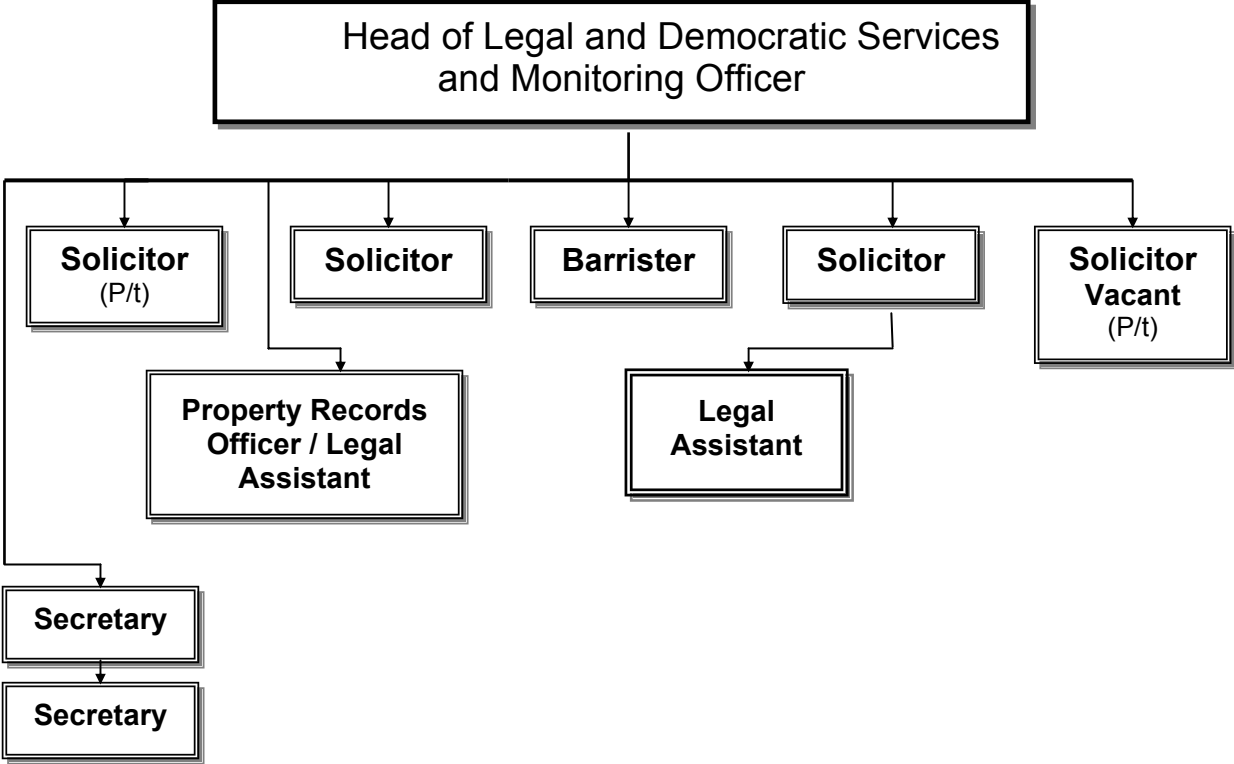 Head of Legal and Democratic Services
and Monitoring Officer
Solicitor
(P/t)
Solicitor
Barrister
Solicitor
Solicitor
Vacant
(P/t)
Property Records
Officer / Legal
Assistant
Legal
Assistant
Secretary
Secretary